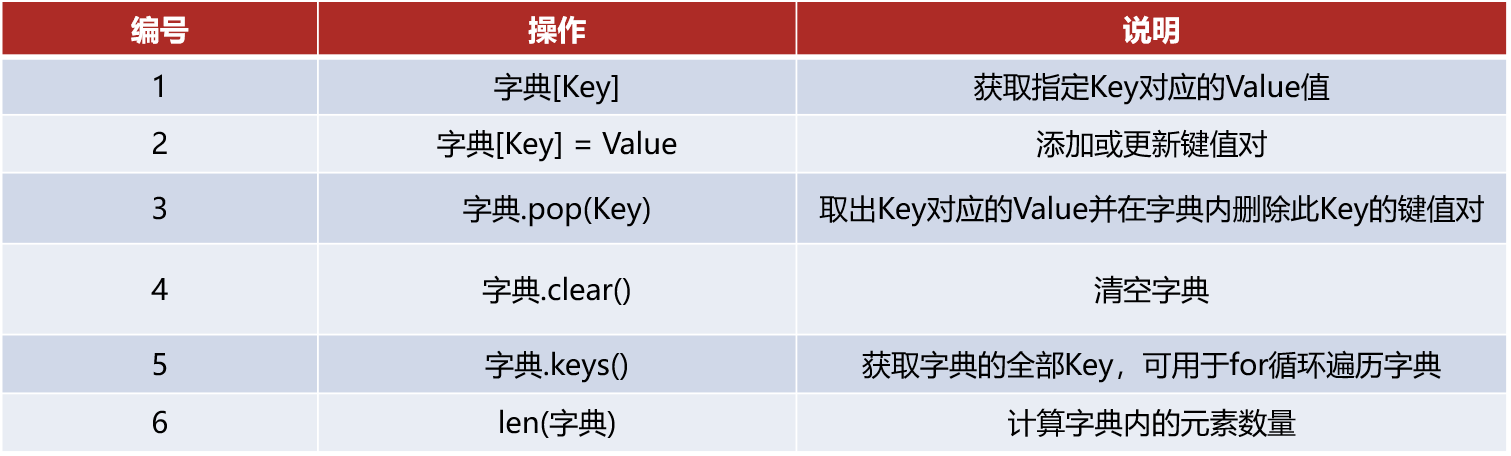 编号 操作 说明
1 字典[Key] 获取指定Key对应的Value值
2 字典[Key] = Value 添加或更新键值对
3 字典.pop(Key) 取出Key对应的Value并在字典内删除此Key的键值对
4 字典.clear() 清空字典
5 字典.keys() 获取字典的全部Key，可用于for循环遍历字典
6 len(字典) 计算字典内的元素数量